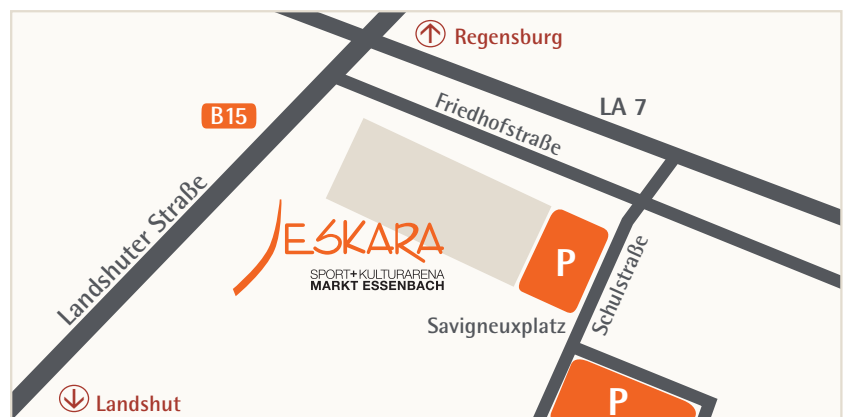 Regensburg
LA 7
B15
Friedhofstraße
Landshuter Straße
ESKARA
SPORT+KULTURARENA
MARKT ESSENBACH
P
Schulstraße
Savigneuxplatz
Landshut
P